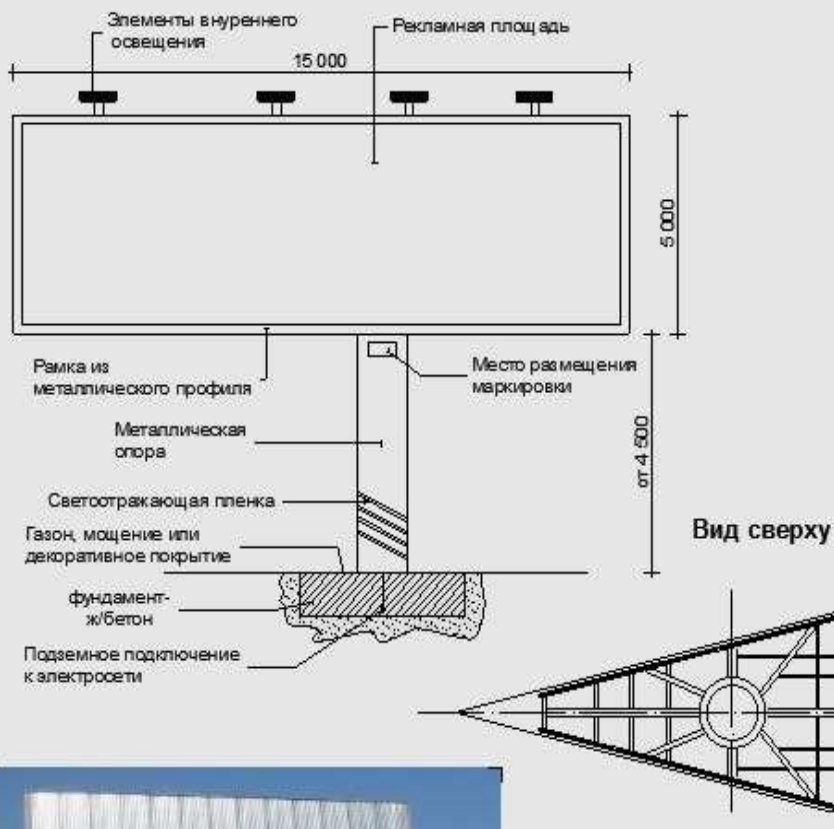 Элементы внуреннего
освещения
Рекламная площадь
15 000
5 000
Рамка из
металлического профиля
Место размещения
маркировки
Металлическая
опора
от 4 500
Светоотражающая пленка
Газон, мощение или
декоративное покрытие
Вид сверху
фундамент-
ж/бетон
Подземное подключение
к электросети